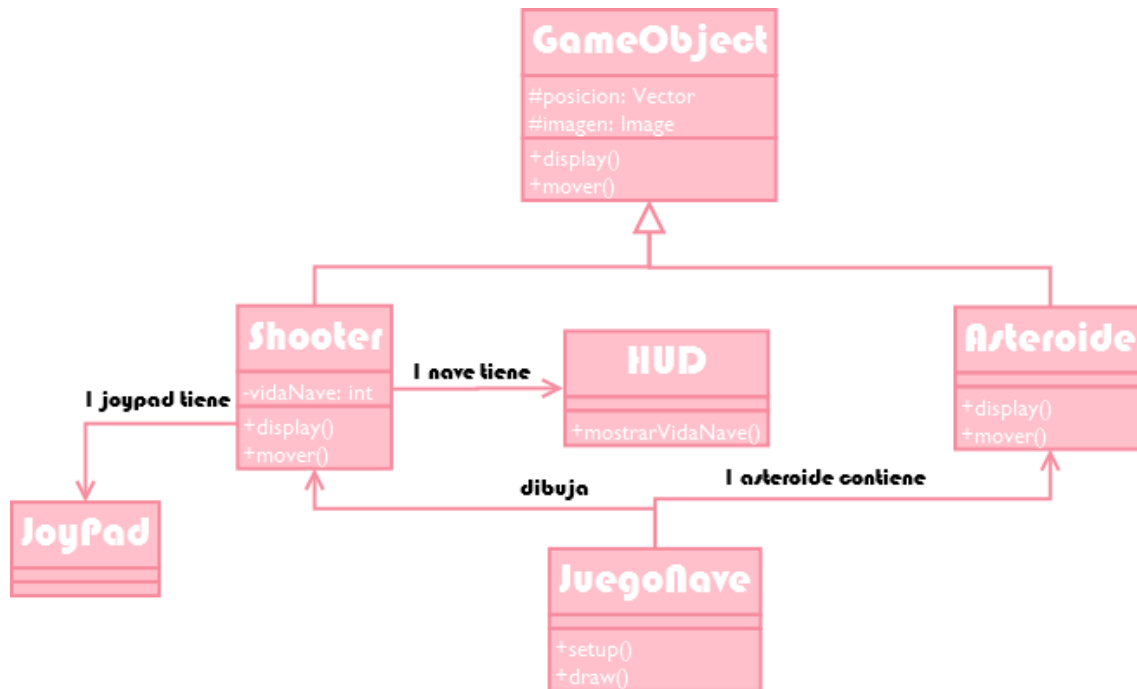 GameObject
#posicion: Vector
#imagen: Image
+display()
+mover()
Shooter
-vidaNave: int
+display()
+mover()
1 nave tiene
HUD
+mostrarVidaNave()
Asteroide
+display()
+mover()
1 joypad tiene
JoyPad
dibuja
1 asteroide contiene
JuegoNave
+setup()
+draw()